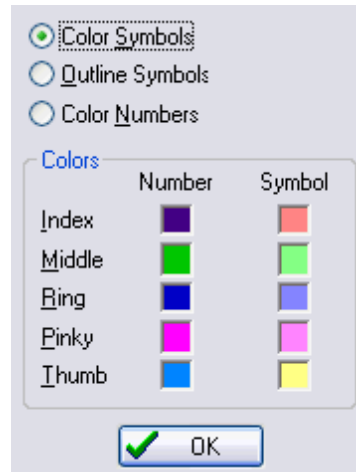 Color Symbols
Outline Symbols
Color Numbers
Colors
Number Symbol
Index
Middle
Ring
Pinky
Thumb
OK